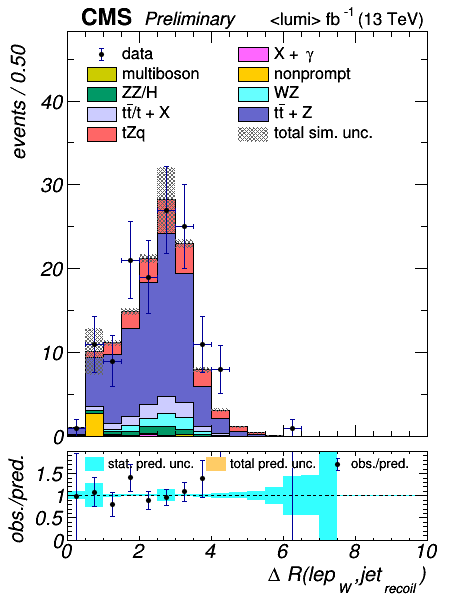 CMS Preliminary <lumi> fb⁻¹ (13 TeV)
events / 0.50
data
X + γ
multiboson
nonprompt
ZZ/H
WZ
tt̄/t + X
tt̄ + Z
tZq
total sim. unc.
40
30
20
10
0
obs./pred.
stat. pred. unc.
total pred. unc.
obs./pred.
1.5
1
0.5
0
0 2 4 6 8 10
Δ R(lep_W,jet_recoil)